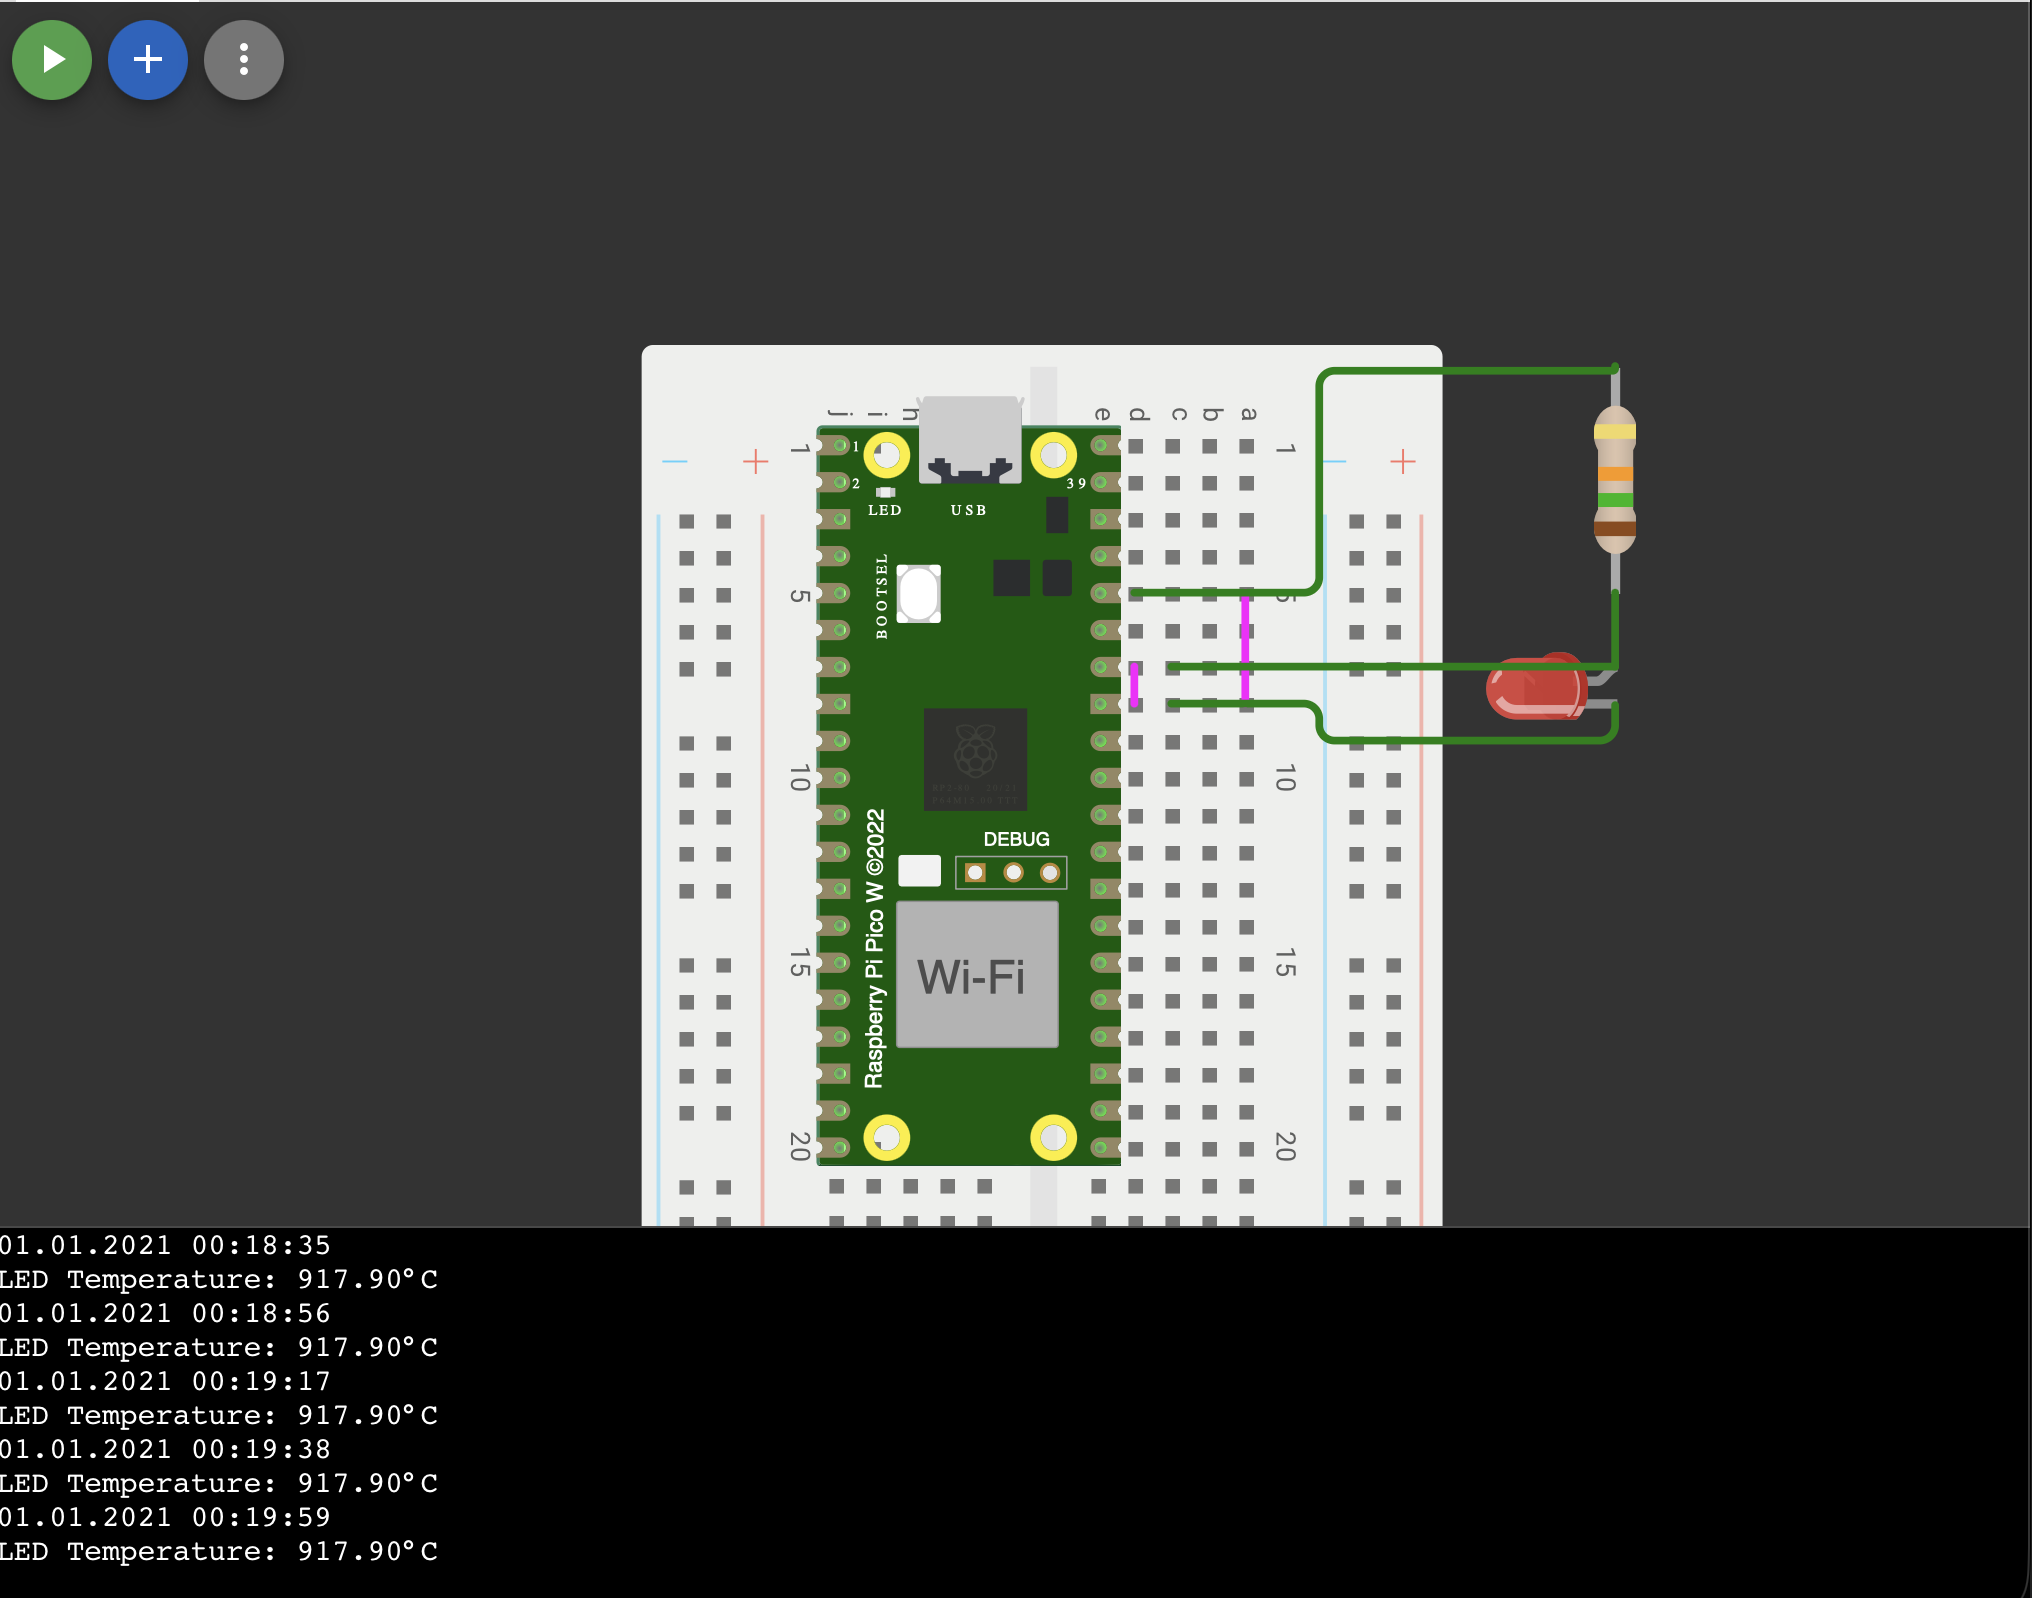 j i h e d c b a
1 1 1
2 39
LED USB
BOOTSEL
5 5
10 10
DEBUG
Raspberry Pi Pico W ©2022
15 15
Wi-Fi
20 20
01.01.2021 00:18:35
LED Temperature: 917.90°C
01.01.2021 00:18:56
LED Temperature: 917.90°C
01.01.2021 00:19:17
LED Temperature: 917.90°C
01.01.2021 00:19:38
LED Temperature: 917.90°C
01.01.2021 00:19:59
LED Temperature: 917.90°C